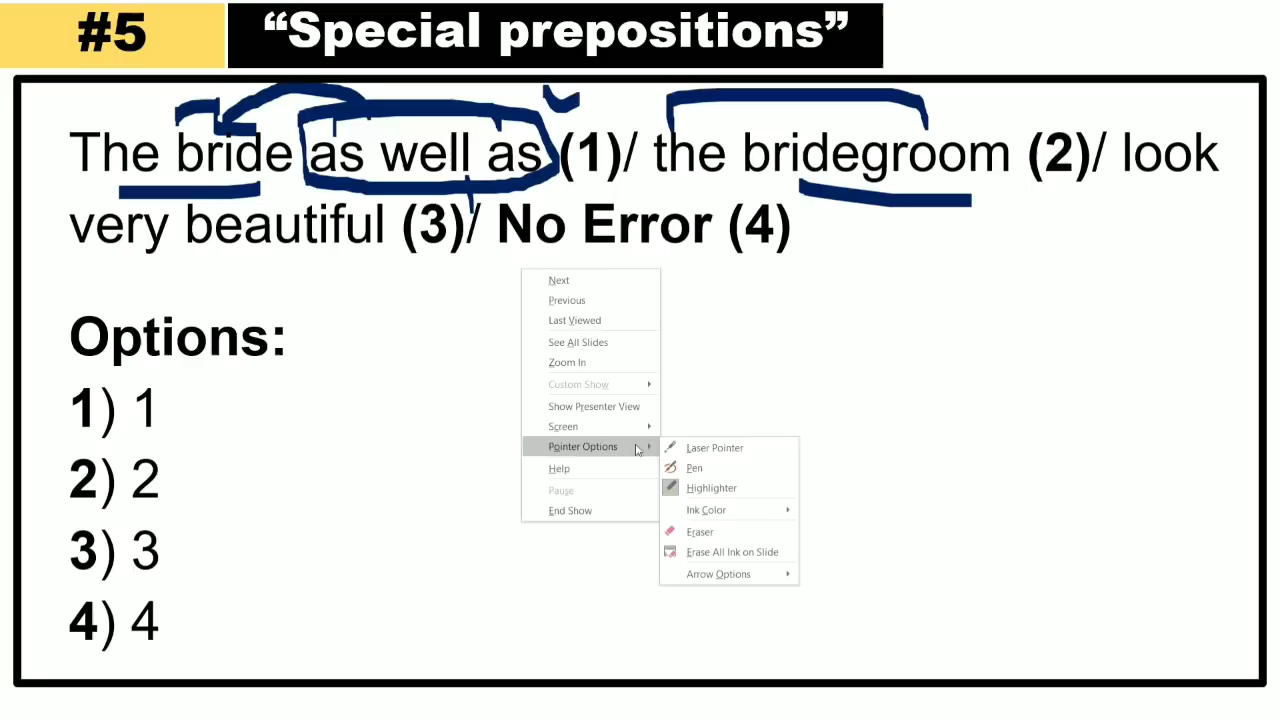 #5
“Special prepositions”
The bride as well as (1)/ the bridegroom (2)/ look
very beautiful (3)/ No Error (4)
Options:
1) 1
2) 2
3) 3
4) 4
Next
Previous
Last Viewed
See All Slides
Zoom In
Custom Show
Show Presenter View
Screen
Pointer Options
Help
Pause
End Show
Laser Pointer
Pen
Highlighter
Ink Color
Eraser
Erase All Ink on Slide
Arrow Options